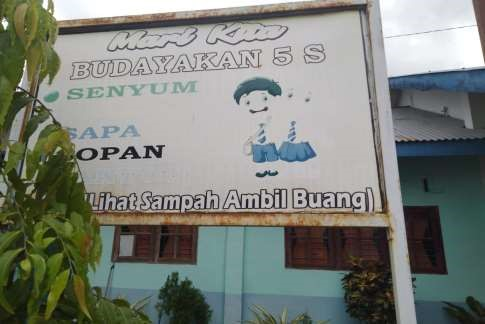 Mari Kita
BUDAYAKAN 5 S
SENYUM
SAPA
OPAN
(Lihat Sampah Ambil Buang)